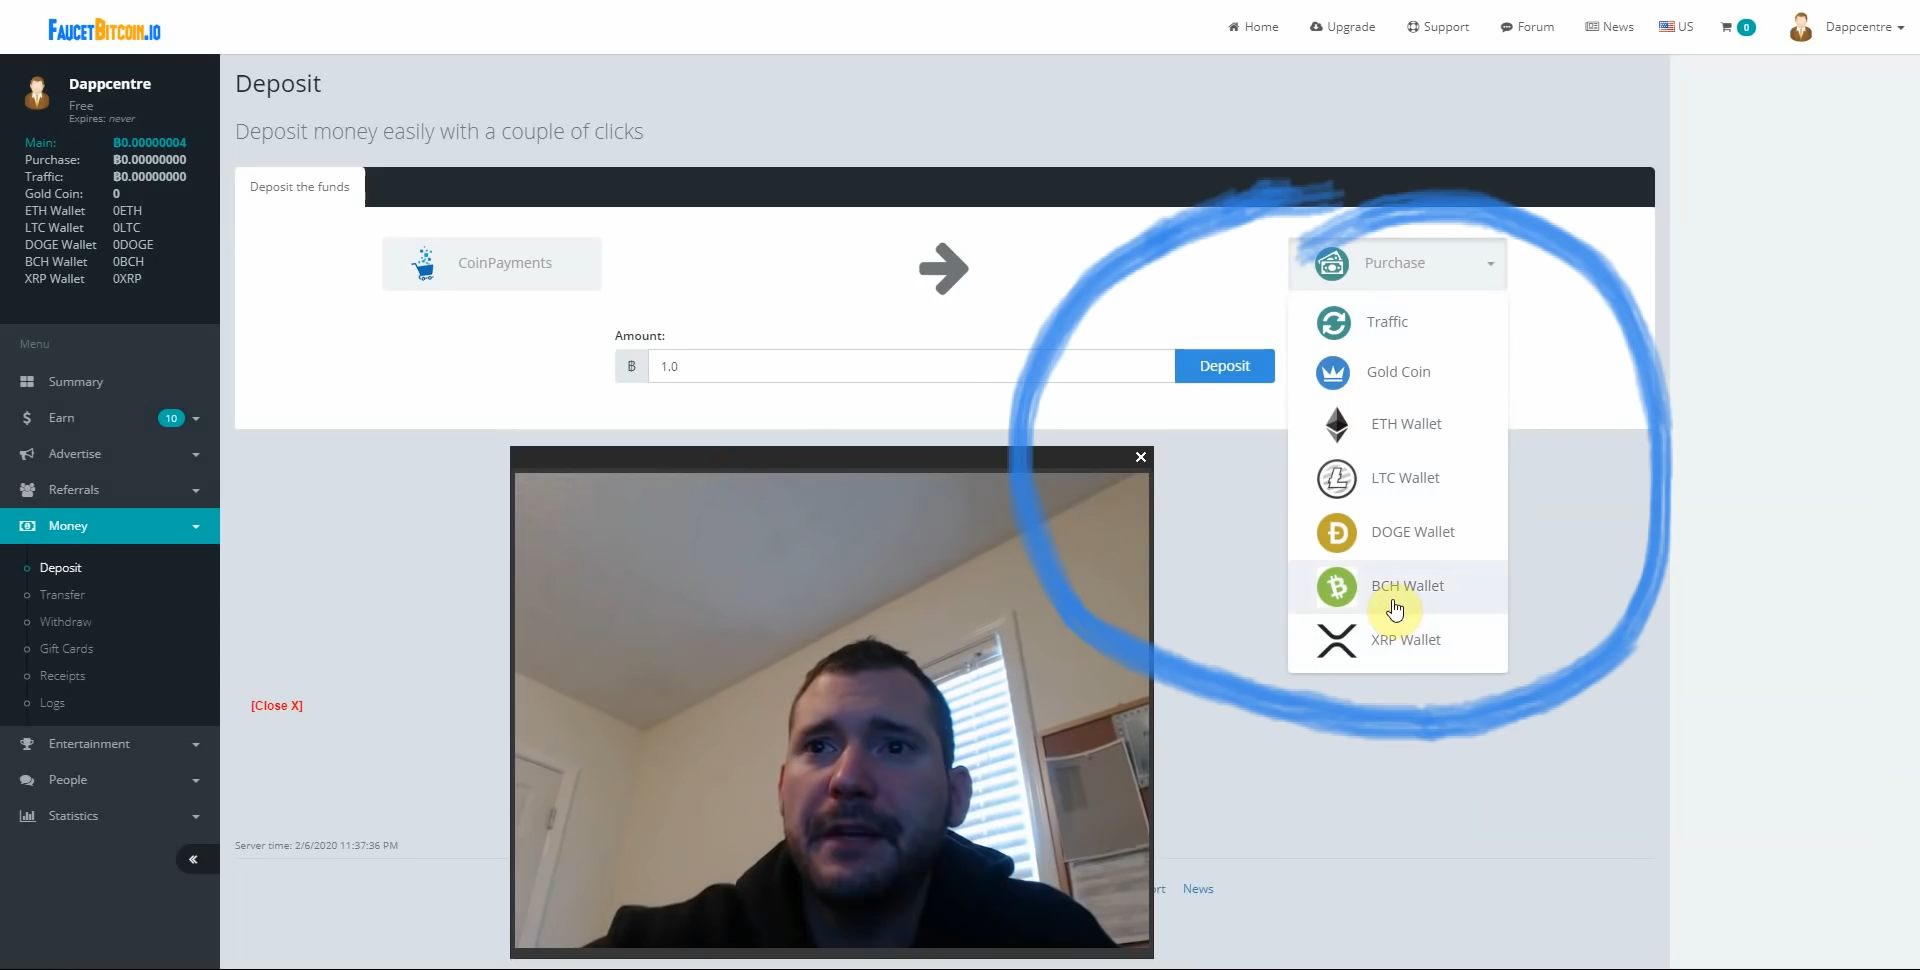 FaucetBitcoin.io
Home
Upgrade
Support
Forum
News
US
0
Dappcentre
Dappcentre
Free
Expires: never
Main: ฿0.00000004
Purchase: ฿0.00000000
Traffic: ฿0.00000000
Gold Coin: 0
ETH Wallet 0ETH
LTC Wallet 0LTC
DOGE Wallet 0DOGE
BCH Wallet 0BCH
XRP Wallet 0XRP
Menu
Summary
Earn 10
Advertise
Referrals
Money
Deposit
Transfer
Withdraw
Gift Cards
Receipts
Logs
Entertainment
People
Statistics
Deposit
Deposit money easily with a couple of clicks
Deposit the funds
CoinPayments
Purchase
Traffic
Gold Coin
ETH Wallet
LTC Wallet
DOGE Wallet
BCH Wallet
XRP Wallet
Amount:
฿ 1.0 Deposit
[Close X]
Server time: 2/6/2020 11:37:36 PM
News